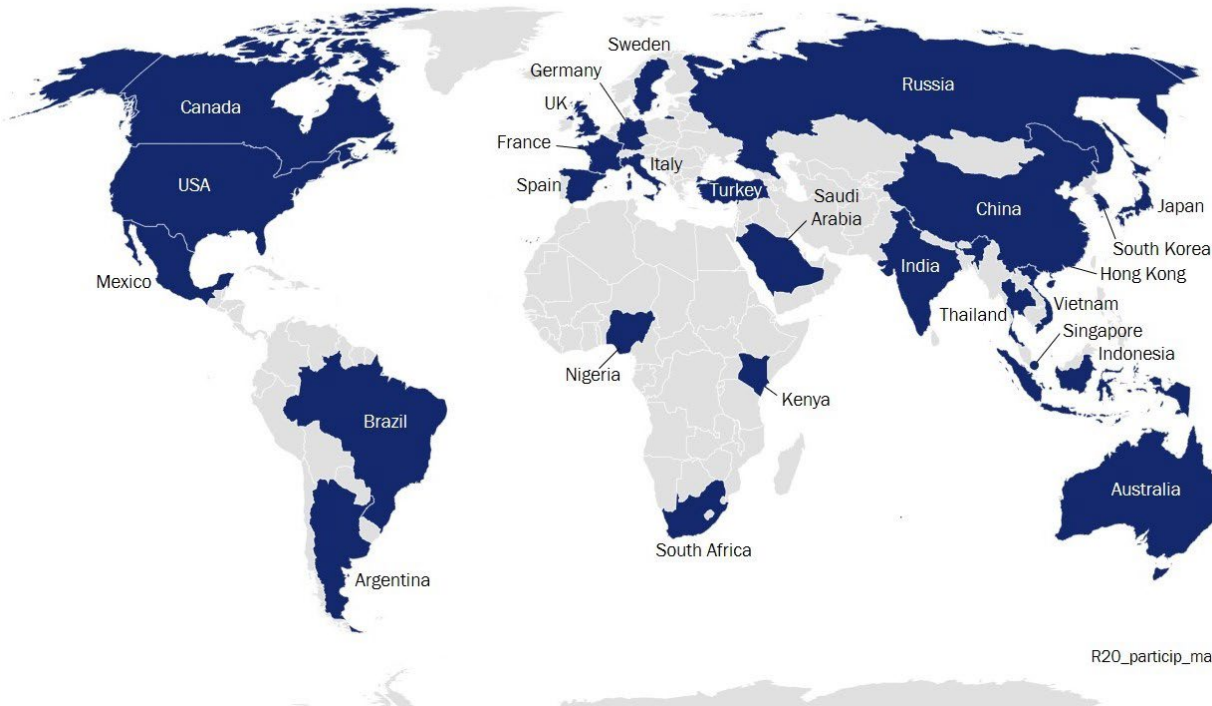 Sweden
Germany
Russia
Canada
UK
France
Italy
USA
Spain
Turkey
Saudi
Arabia
China
Japan
South Korea
India
Hong Kong
Mexico
Vietnam
Thailand
Singapore
Indonesia
Nigeria
Kenya
Brazil
Australia
South Africa
Argentina
R20_particip_ma